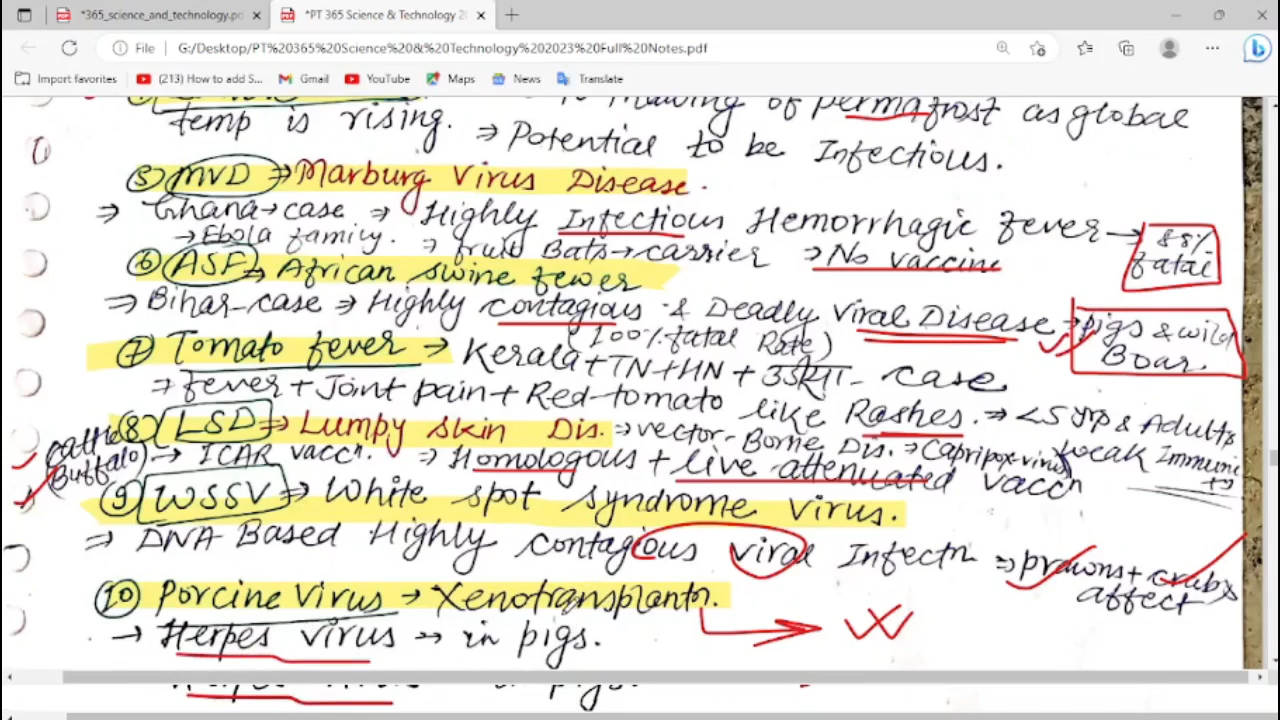 *365_science_and_technology.pd
*PT 365 Science & Technology 20
File
G:/Desktop/PT%20365%20Science%20&%20Technology%202023%20Full%20Notes.pdf
Import favorites
(213) How to add S...
Gmail
YouTube
Maps
News
Translate
of permafrost as global
temp is rising. ⇒ Potential to be Infectious.
⑤ MVD ⇒ Marburg Virus Disease.
⇒ Ghana → case ⇒ Highly Infectious Hemorrhagic fever → 88% fatal
→ Ebola family. ⇒ fruit Bats → carrier ⇒ No vaccine
⑥ ASF ⇒ African swine fewer
⇒ Bihar-case ⇒ Highly contagious & Deadly Viral Disease ⇒ pigs & wild Boar.
(100% fatal Rate)
⑦ Tomato fever → Kerala + TN + HN + case
⇒ fever + Joint pain + Red-tomato like Rashes. ⇒ <5 yrs & Adults weak Immunity
⑧ LSD ⇒ Lumpy skin Dis. ⇒ vector-Borne Dis. ⇒ Capripox-virus
(cattle Buffalo) → ICAR vaccn. ⇒ Homologous + live attenuated vaccn
⑨ WSSV ⇒ White spot syndrome virus.
⇒ DNA Based Highly contagious viral Infectn ⇒ prawns + crabs affect
⑩ Porcine Virus → Xenotransplantn.
→ Herpes virus → in pigs.